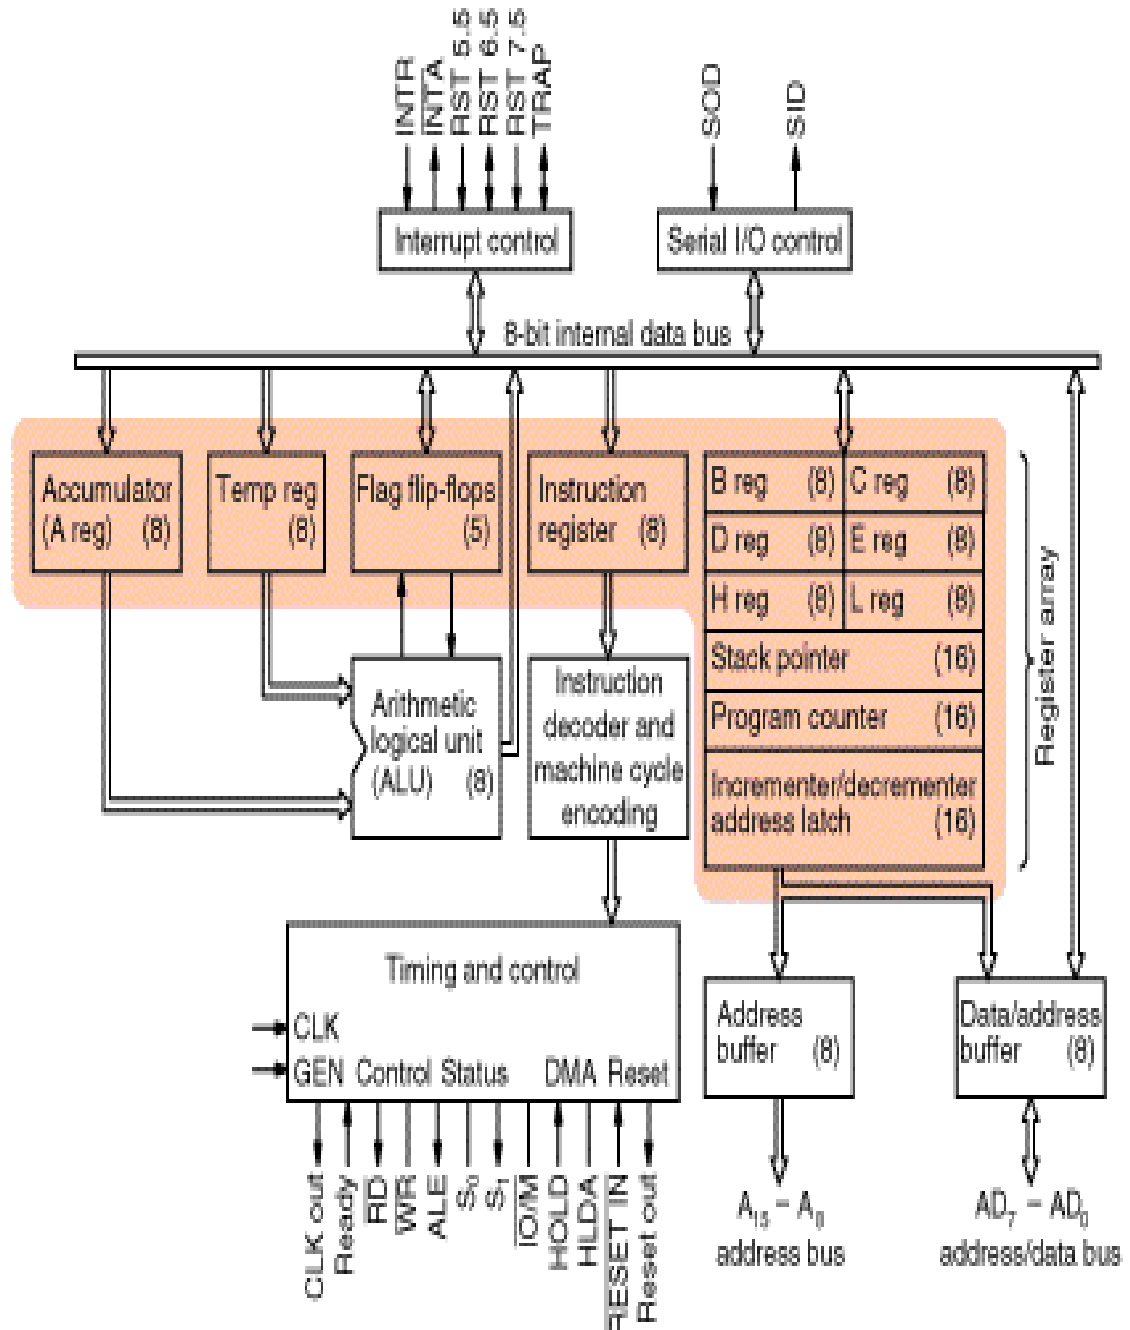 INTR
INTA
RST 5.5
RST 6.5
RST 7.5
TRAP
SOD
SID
Interrupt control
Serial I/O control
8-bit internal data bus
Accumulator
(A reg) (8)
Temp reg
(8)
Flag flip-flops
(5)
Instruction
register (8)
B reg (8) C reg (8)
D reg (8) E reg (8)
H reg (8) L reg (8)
Stack pointer (16)
Program counter (16)
Incrementer/decrementer
address latch (16)
Register array
Arithmetic
logical unit
(ALU) (8)
Instruction
decoder and
machine cycle
encoding
Timing and control
CLK
GEN Control Status DMA Reset
Address
buffer (8)
Data/address
buffer (8)
CLK out
Ready
RD
WR
ALE
S₀
S₁
IO/M
HOLD
HLDA
RESET IN
Reset out
A₁₅ – A₈
address bus
AD₇ – AD₀
address/data bus